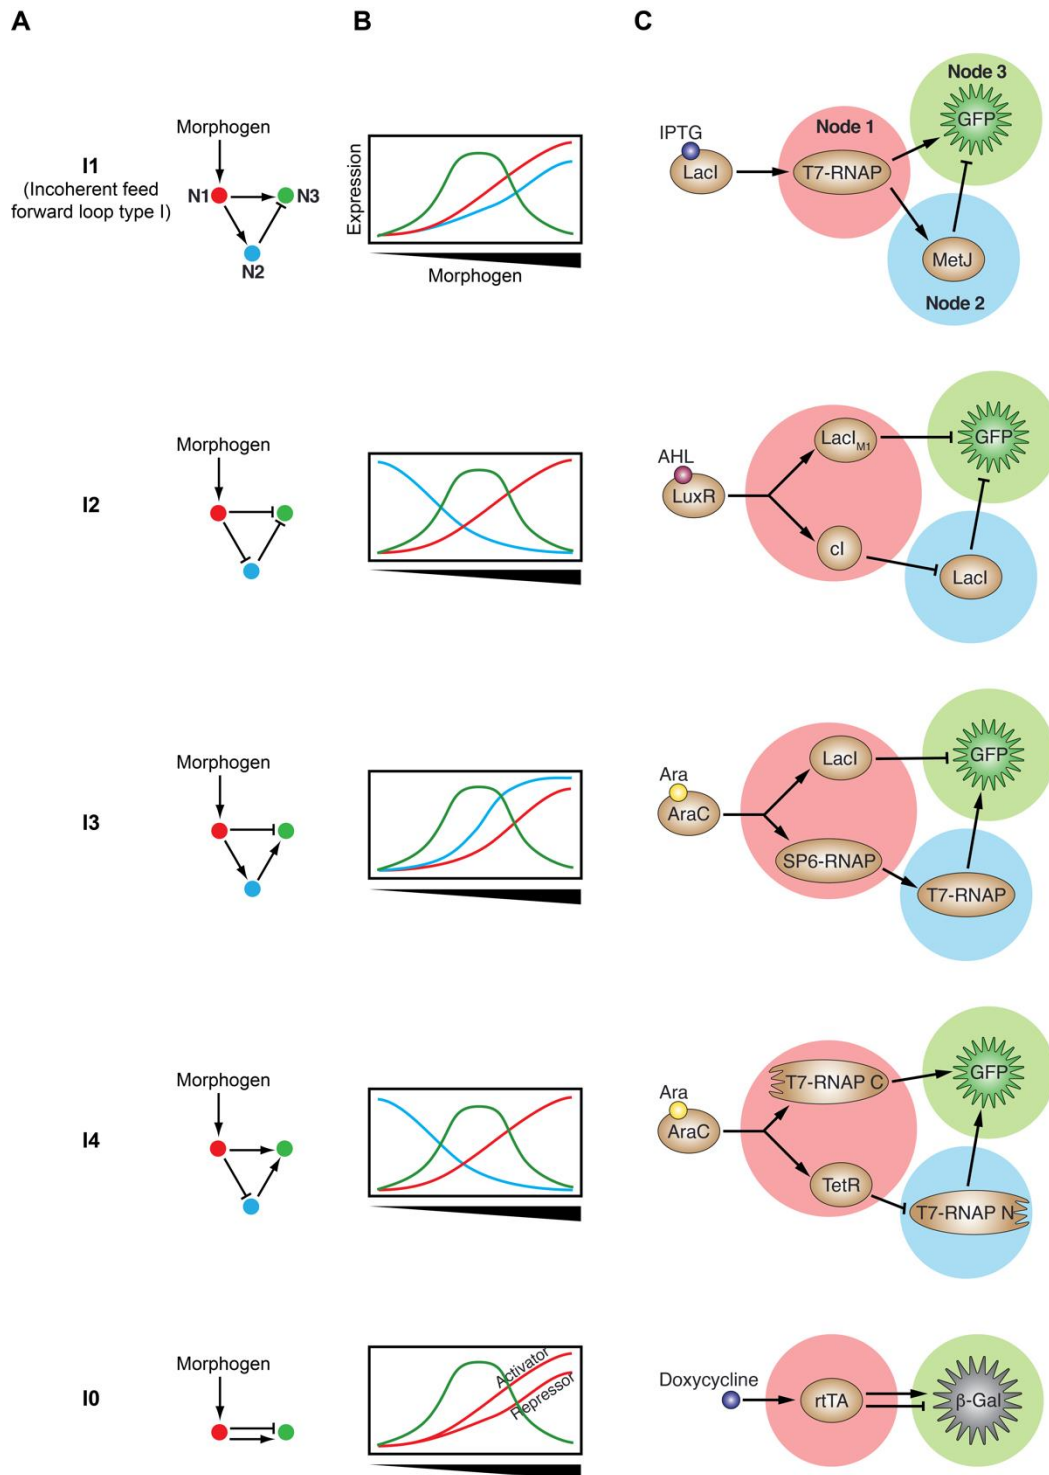 A
B
C
I1
(Incoherent feed
forward loop type I)
Morphogen
N1
N3
N2
Expression
Morphogen
IPTG
LacI
Node 1
T7-RNAP
Node 3
GFP
MetJ
Node 2
I2
Morphogen
AHL
LuxR
LacI M1
cI
GFP
LacI
I3
Morphogen
Ara
AraC
LacI
SP6-RNAP
GFP
T7-RNAP
I4
Morphogen
Ara
AraC
T7-RNAP C
TetR
GFP
T7-RNAP N
I0
Morphogen
Activator
Repressor
Doxycycline
rtTA
β-Gal